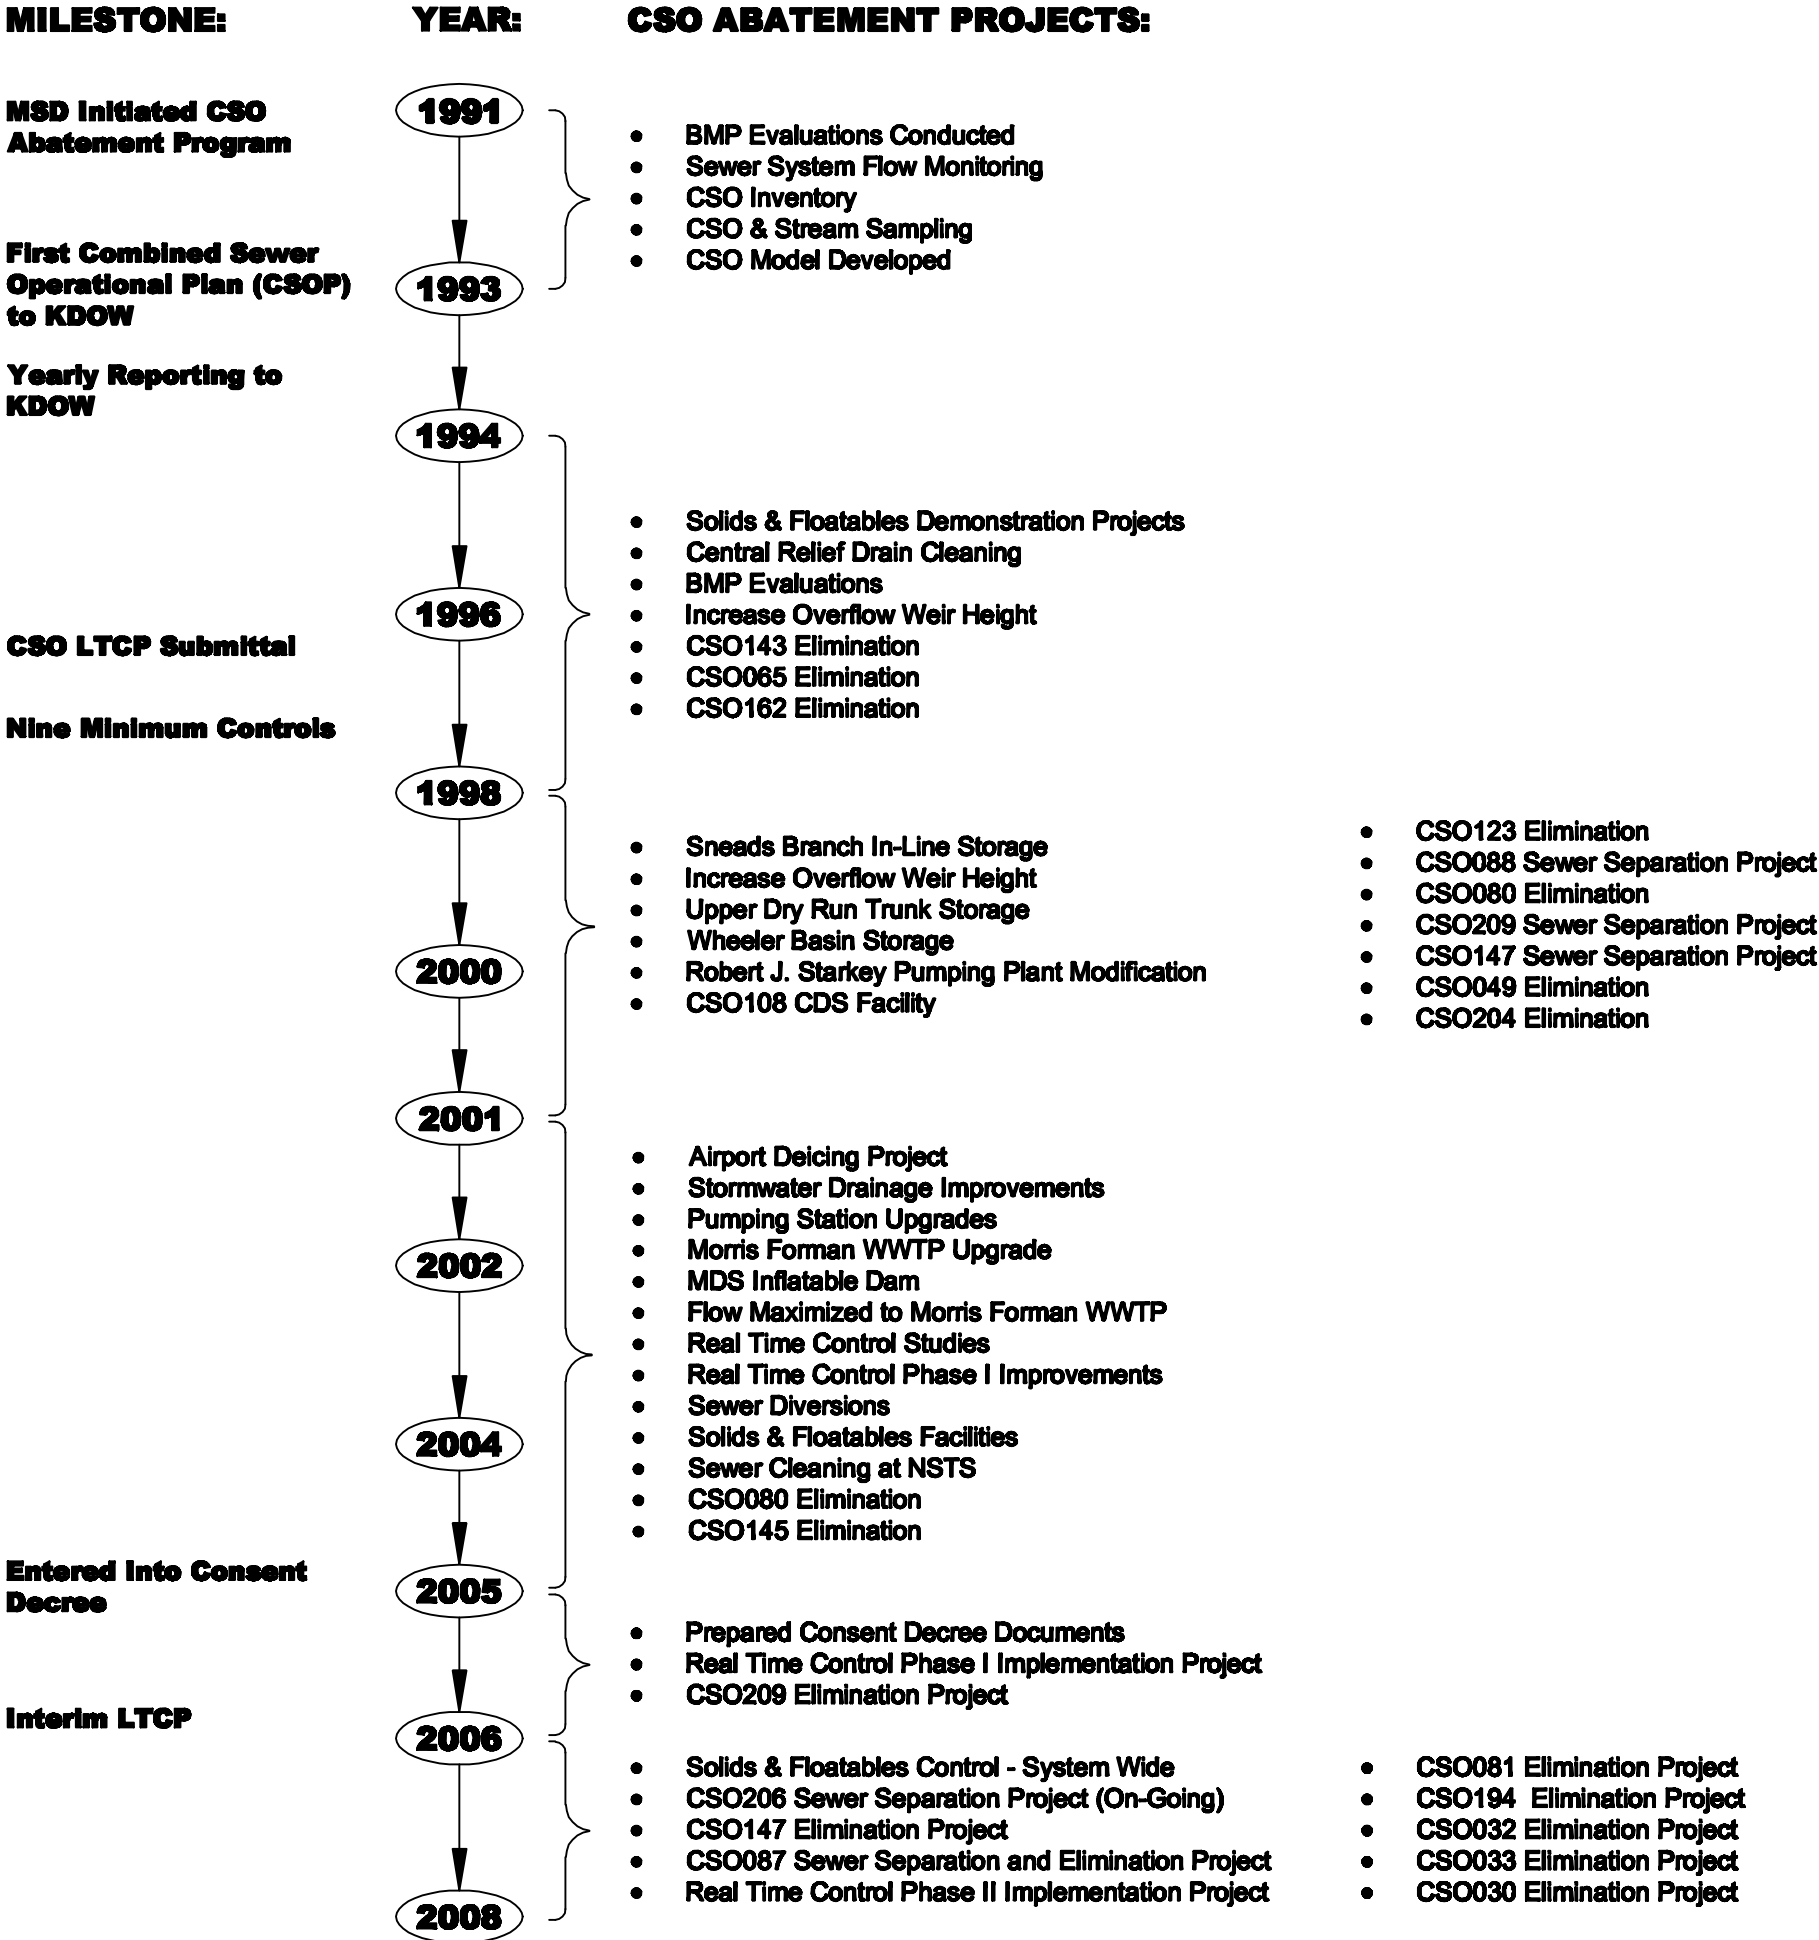 MILESTONE: YEAR: CSO ABATEMENT PROJECTS:
MSD Initiated CSO
Abatement Program
1991
• BMP Evaluations Conducted
• Sewer System Flow Monitoring
• CSO Inventory
• CSO & Stream Sampling
• CSO Model Developed
First Combined Sewer
Operational Plan (CSOP)
to KDOW
1993
Yearly Reporting to
KDOW
1994
• Solids & Floatables Demonstration Projects
• Central Relief Drain Cleaning
• BMP Evaluations
• Increase Overflow Weir Height
• CSO143 Elimination
• CSO065 Elimination
• CSO162 Elimination
1996
CSO LTCP Submittal
Nine Minimum Controls
1998
• Sneads Branch In-Line Storage
• Increase Overflow Weir Height
• Upper Dry Run Trunk Storage
• Wheeler Basin Storage
• Robert J. Starkey Pumping Plant Modification
• CSO108 CDS Facility
• CSO123 Elimination
• CSO088 Sewer Separation Project
• CSO080 Elimination
• CSO209 Sewer Separation Project
• CSO147 Sewer Separation Project
• CSO049 Elimination
• CSO204 Elimination
2000
2001
• Airport Deicing Project
• Stormwater Drainage Improvements
• Pumping Station Upgrades
• Morris Forman WWTP Upgrade
• MDS Inflatable Dam
• Flow Maximized to Morris Forman WWTP
• Real Time Control Studies
• Real Time Control Phase I Improvements
• Sewer Diversions
• Solids & Floatables Facilities
• Sewer Cleaning at NSTS
• CSO080 Elimination
• CSO145 Elimination
2002
2004
Entered Into Consent
Decree
2005
• Prepared Consent Decree Documents
• Real Time Control Phase I Implementation Project
• CSO209 Elimination Project
Interim LTCP
2006
• Solids & Floatables Control - System Wide
• CSO206 Sewer Separation Project (On-Going)
• CSO147 Elimination Project
• CSO087 Sewer Separation and Elimination Project
• Real Time Control Phase II Implementation Project
• CSO081 Elimination Project
• CSO194 Elimination Project
• CSO032 Elimination Project
• CSO033 Elimination Project
• CSO030 Elimination Project
2008